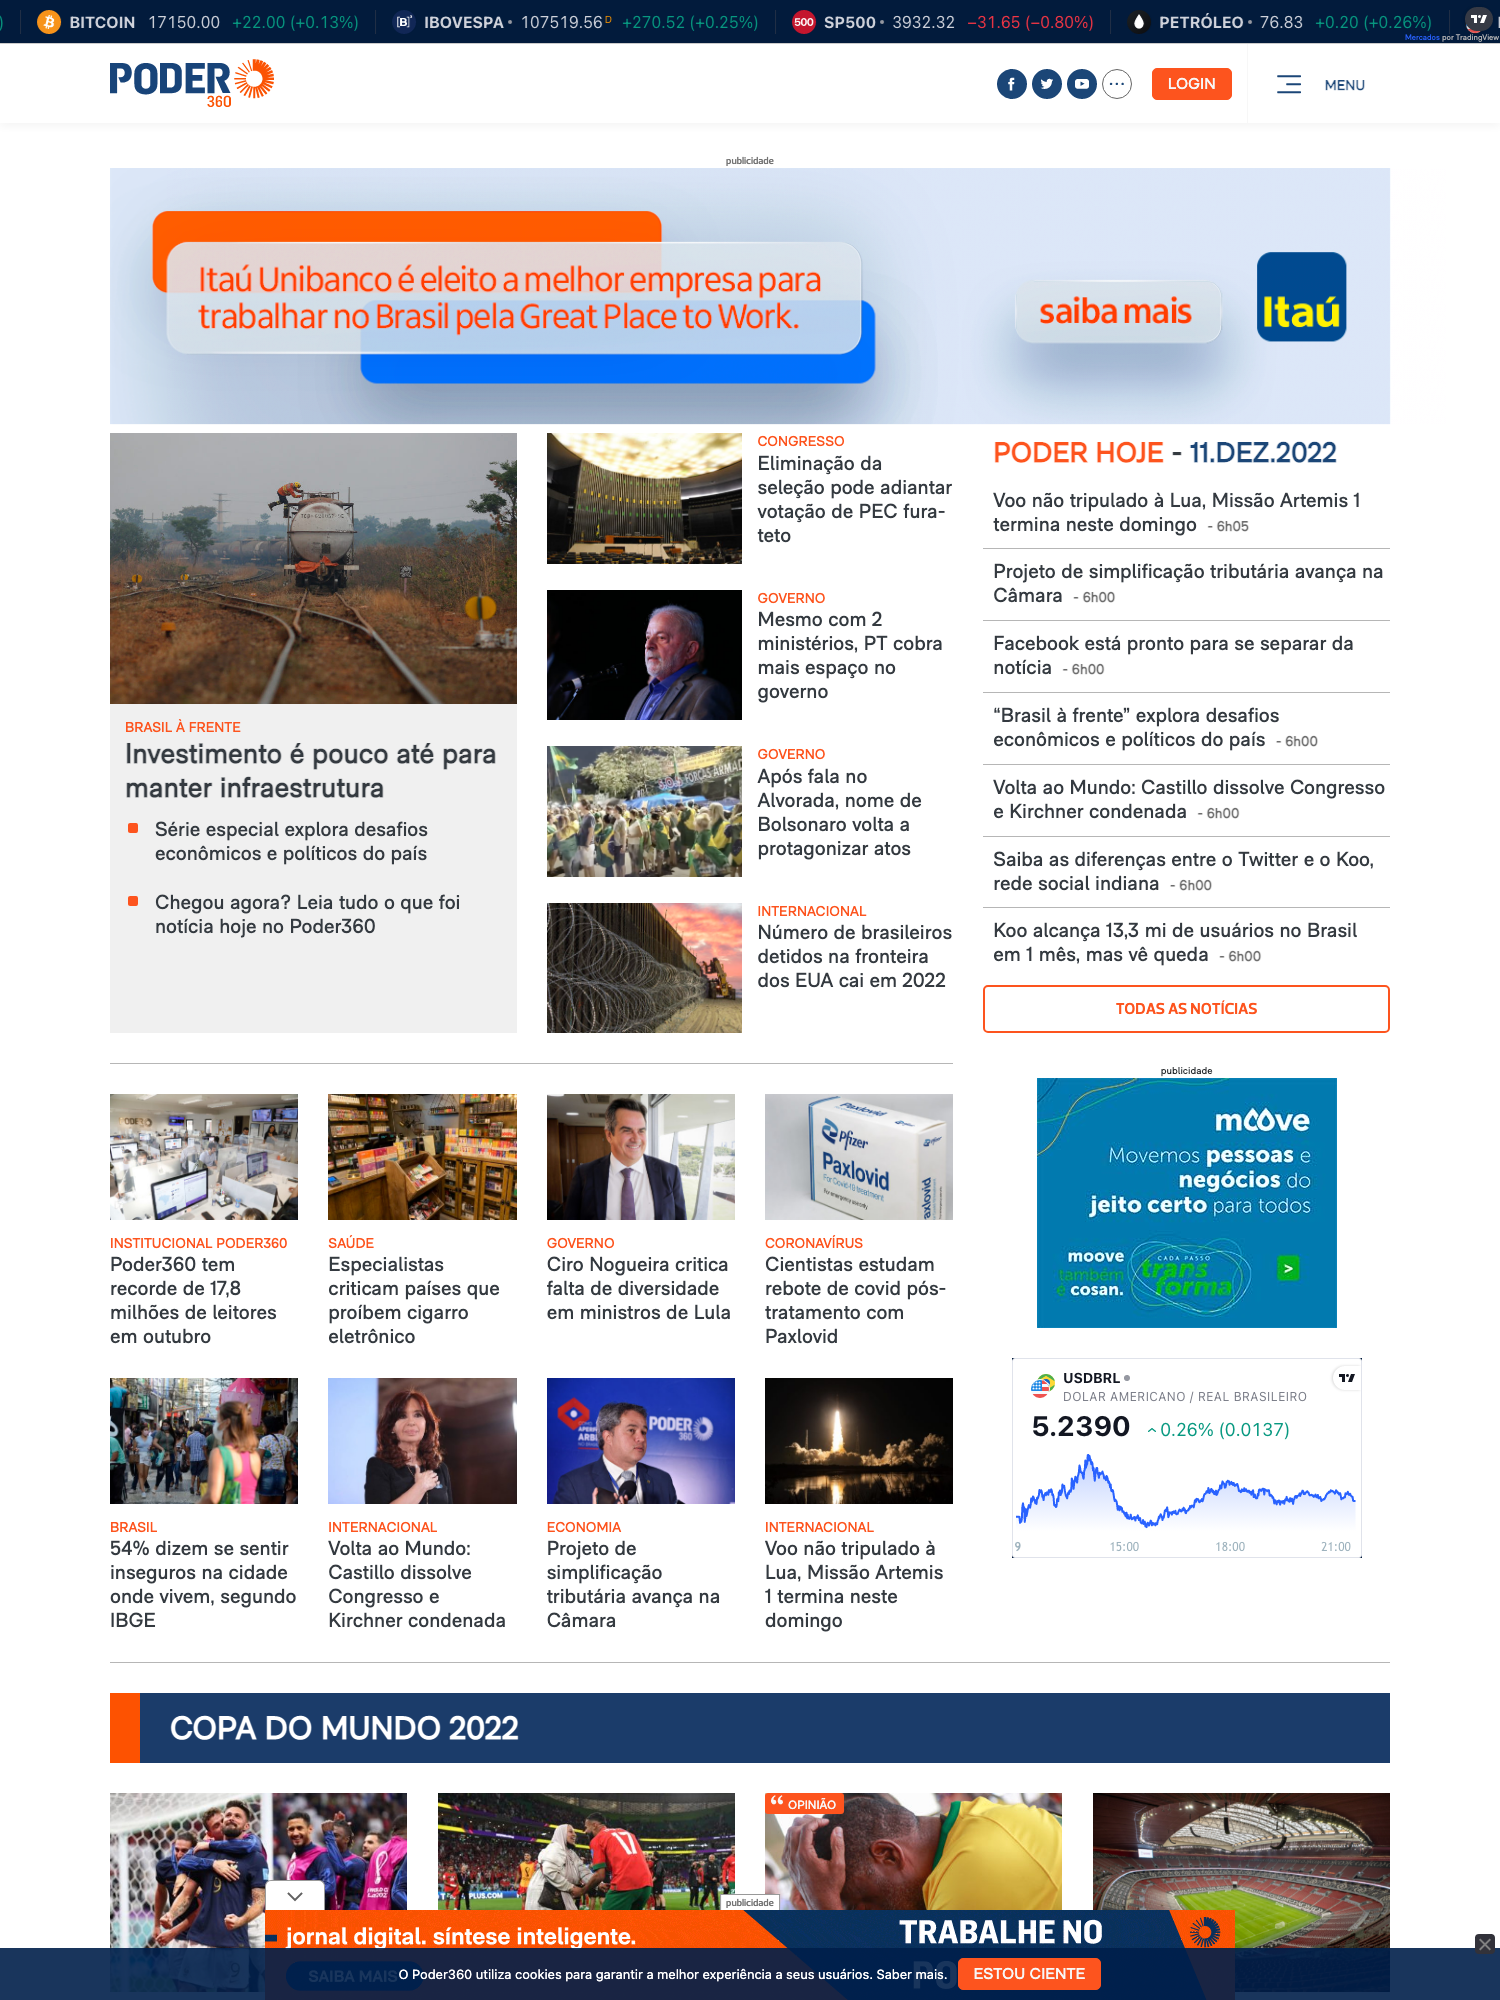 BITCOIN 17150.00 +22.00 (+0.13%) IBOVESPA 107519.56 D +270.52 (+0.25%) SP500 3932.32 −31.65 (−0.80%) PETRÓLEO 76.83 +0.20 (+0.26%)
Mercados por TradingView
PODER
360
LOGIN
MENU
publicidade
Itaú Unibanco é eleito a melhor empresa para
trabalhar no Brasil pela Great Place to Work.
saiba mais
Itaú
BRASIL À FRENTE
Investimento é pouco até para
manter infraestrutura
Série especial explora desafios
econômicos e políticos do país
Chegou agora? Leia tudo o que foi
notícia hoje no Poder360
CONGRESSO
Eliminação da
seleção pode adiantar
votação de PEC fura-
teto
GOVERNO
Mesmo com 2
ministérios, PT cobra
mais espaço no
governo
GOVERNO
Após fala no
Alvorada, nome de
Bolsonaro volta a
protagonizar atos
INTERNACIONAL
Número de brasileiros
detidos na fronteira
dos EUA cai em 2022
PODER HOJE - 11.DEZ.2022
Voo não tripulado à Lua, Missão Artemis 1
termina neste domingo - 6h05
Projeto de simplificação tributária avança na
Câmara - 6h00
Facebook está pronto para se separar da
notícia - 6h00
“Brasil à frente” explora desafios
econômicos e políticos do país - 6h00
Volta ao Mundo: Castillo dissolve Congresso
e Kirchner condenada - 6h00
Saiba as diferenças entre o Twitter e o Koo,
rede social indiana - 6h00
Koo alcança 13,3 mi de usuários no Brasil
em 1 mês, mas vê queda - 6h00
TODAS AS NOTÍCIAS
INSTITUCIONAL PODER360
Poder360 tem
recorde de 17,8
milhões de leitores
em outubro
SAÚDE
Especialistas
criticam países que
proíbem cigarro
eletrônico
GOVERNO
Ciro Nogueira critica
falta de diversidade
em ministros de Lula
Pfizer
Paxlovid
CORONAVÍRUS
Cientistas estudam
rebote de covid pós-
tratamento com
Paxlovid
publicidade
moove
Movemos pessoas e
negócios do
jeito certo para todos
moove
também
é cosan.
CADA PASSO
transforma
>
BRASIL
54% dizem se sentir
inseguros na cidade
onde vivem, segundo
IBGE
INTERNACIONAL
Volta ao Mundo:
Castillo dissolve
Congresso e
Kirchner condenada
PODER
360
ECONOMIA
Projeto de
simplificação
tributária avança na
Câmara
INTERNACIONAL
Voo não tripulado à
Lua, Missão Artemis
1 termina neste
domingo
USDBRL
DOLAR AMERICANO / REAL BRASILEIRO
5.2390 0.26% (0.0137)
9 15:00 18:00 21:00
COPA DO MUNDO 2022
17
“ OPINIÃO
publicidade
jornal digital. síntese inteligente.
TRABALHE NO
SAIBA MAIS
O Poder360 utiliza cookies para garantir a melhor experiência a seus usuários. Saber mais.
ESTOU CIENTE